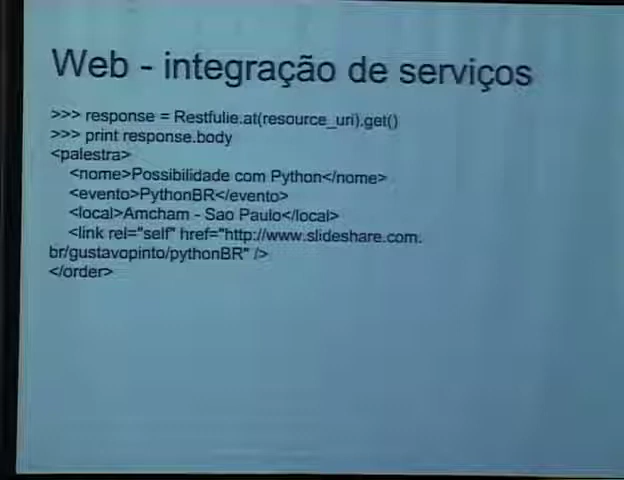 Web - integração de serviços
>>> response = Restfulie.at(resource_uri).get()
>>> print response.body
<palestra>
<nome>Possibilidade com Python</nome>
<evento>PythonBR</evento>
<local>Amcham - Sao Paulo</local>
<link rel="self" href="http://www.slideshare.com.
br/gustavopinto/pythonBR" />
</order>